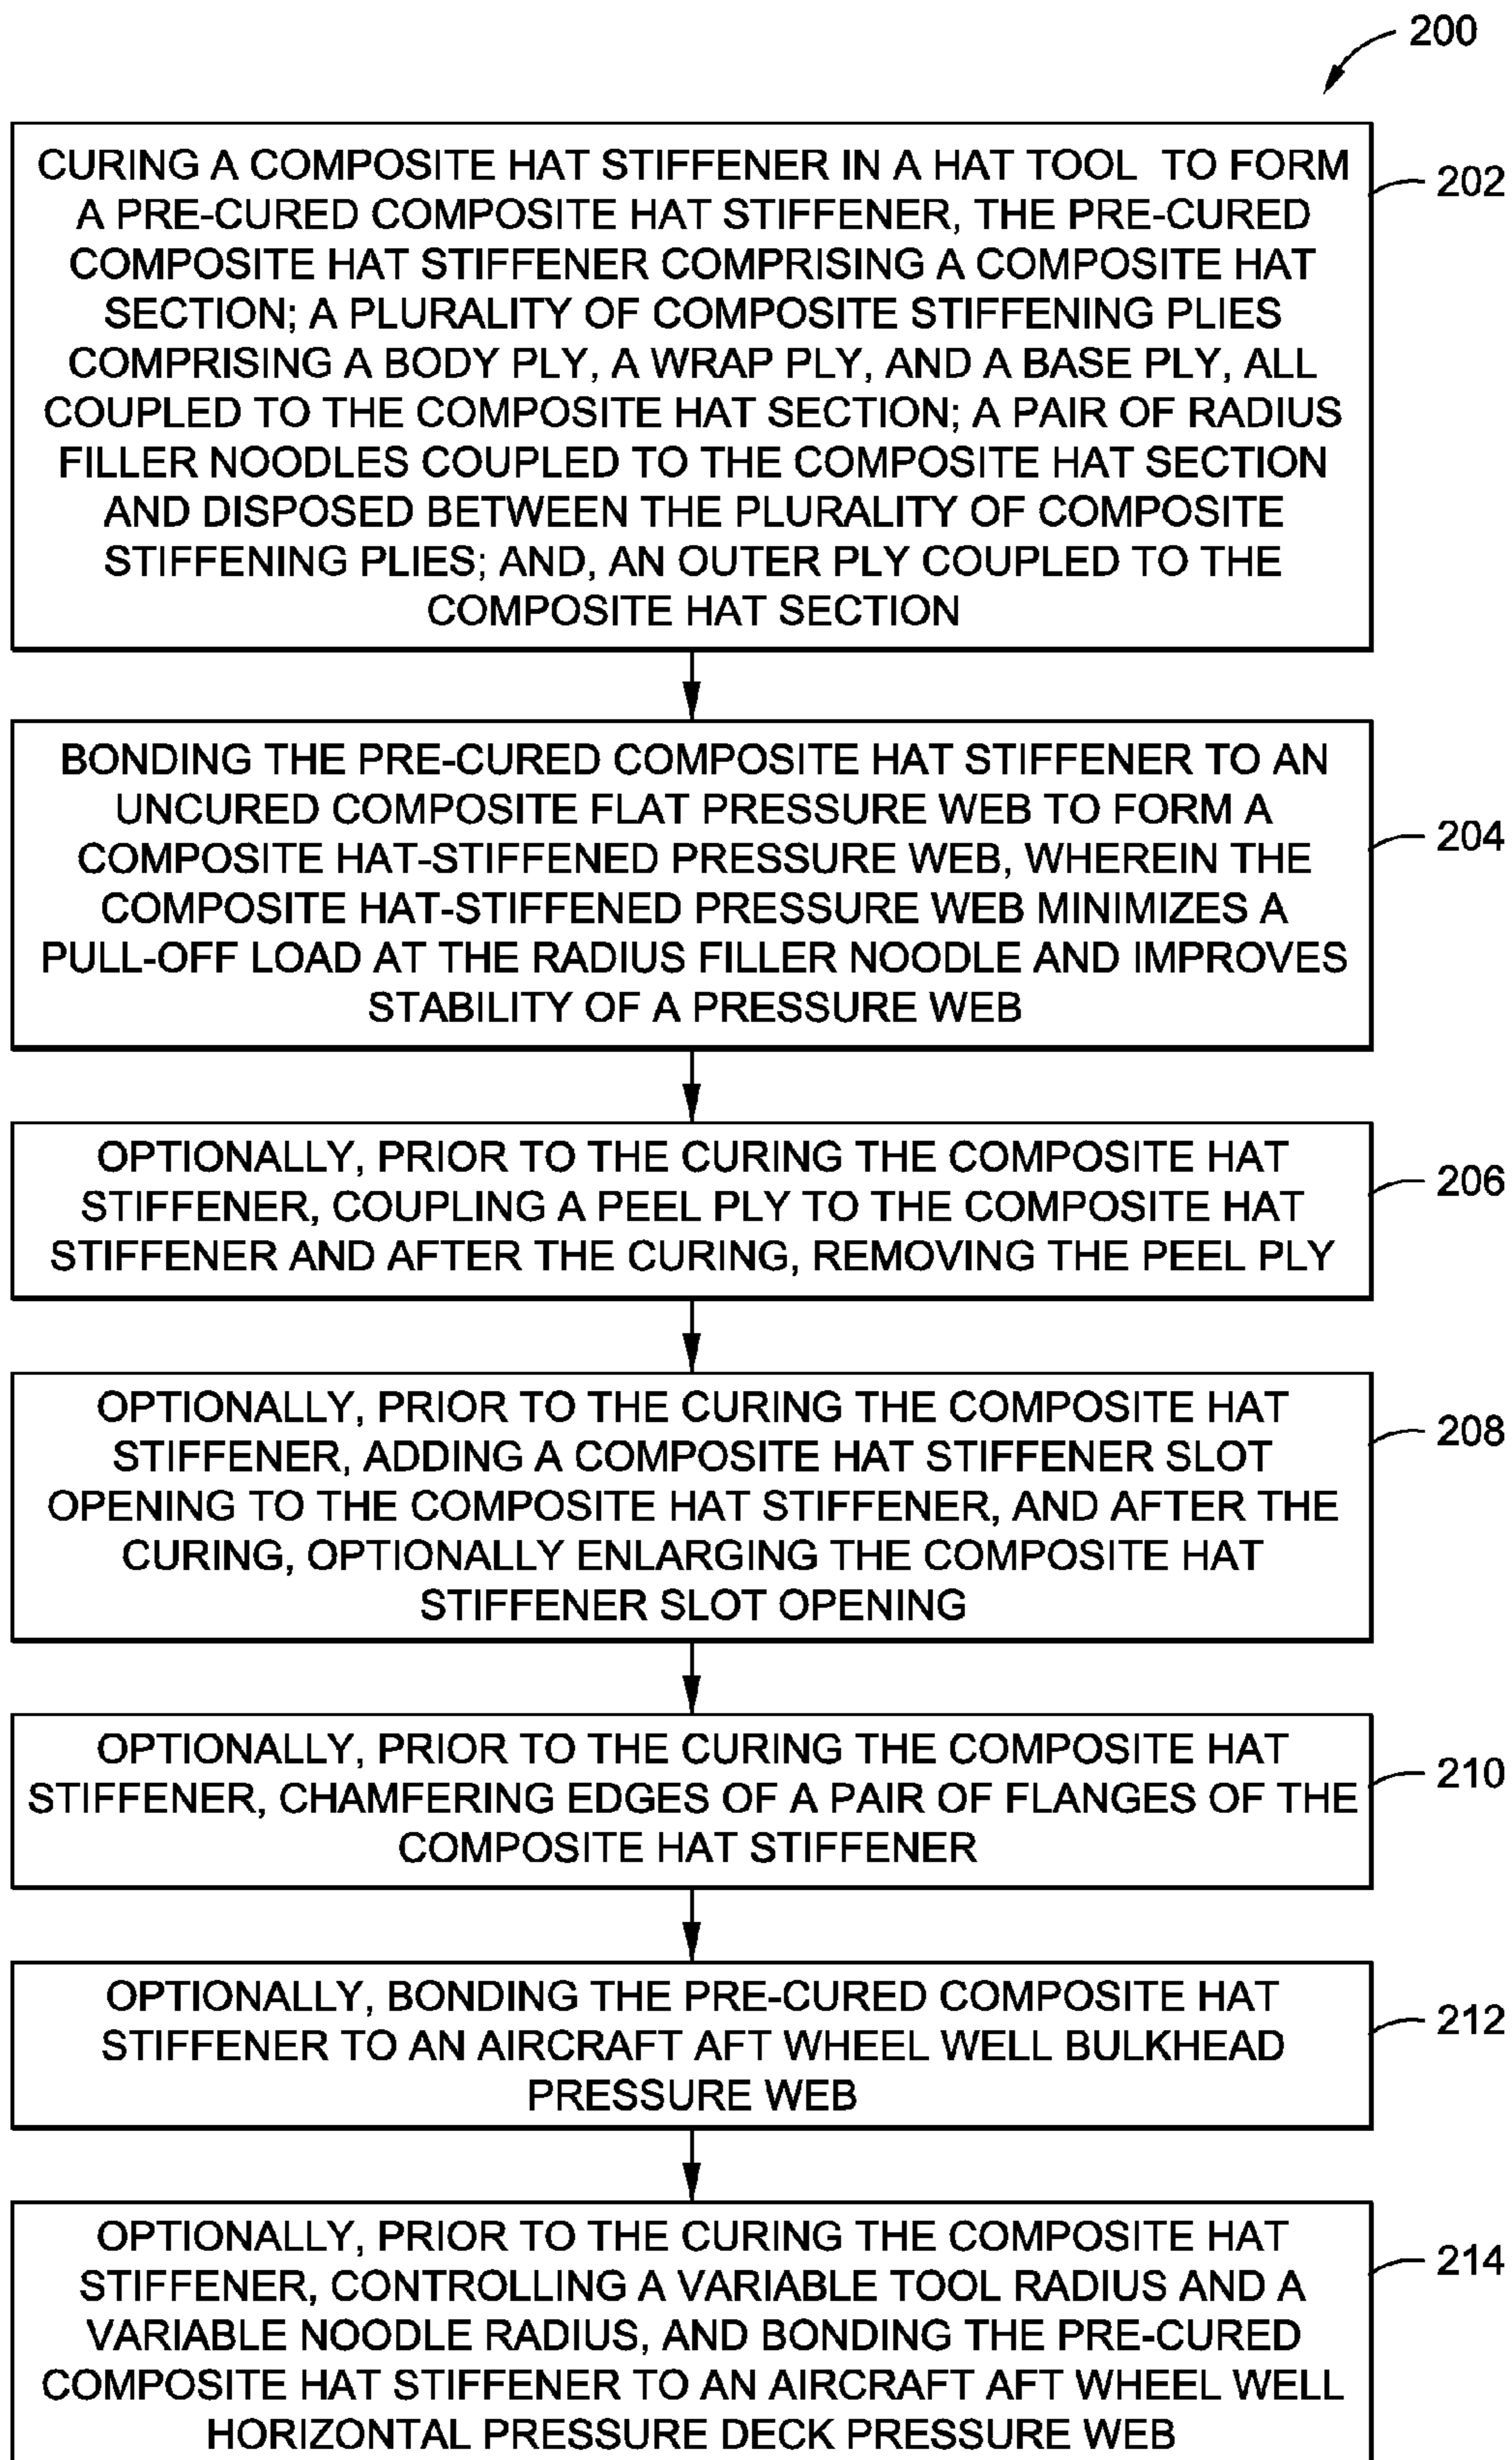 200
CURING A COMPOSITE HAT STIFFENER IN A HAT TOOL TO FORM
A PRE-CURED COMPOSITE HAT STIFFENER, THE PRE-CURED
COMPOSITE HAT STIFFENER COMPRISING A COMPOSITE HAT
SECTION; A PLURALITY OF COMPOSITE STIFFENING PLIES
COMPRISING A BODY PLY, A WRAP PLY, AND A BASE PLY, ALL
COUPLED TO THE COMPOSITE HAT SECTION; A PAIR OF RADIUS
FILLER NOODLES COUPLED TO THE COMPOSITE HAT SECTION
AND DISPOSED BETWEEN THE PLURALITY OF COMPOSITE
STIFFENING PLIES; AND, AN OUTER PLY COUPLED TO THE
COMPOSITE HAT SECTION
202
BONDING THE PRE-CURED COMPOSITE HAT STIFFENER TO AN
UNCURED COMPOSITE FLAT PRESSURE WEB TO FORM A
COMPOSITE HAT-STIFFENED PRESSURE WEB, WHEREIN THE
COMPOSITE HAT-STIFFENED PRESSURE WEB MINIMIZES A
PULL-OFF LOAD AT THE RADIUS FILLER NOODLE AND IMPROVES
STABILITY OF A PRESSURE WEB
204
OPTIONALLY, PRIOR TO THE CURING THE COMPOSITE HAT
STIFFENER, COUPLING A PEEL PLY TO THE COMPOSITE HAT
STIFFENER AND AFTER THE CURING, REMOVING THE PEEL PLY
206
OPTIONALLY, PRIOR TO THE CURING THE COMPOSITE HAT
STIFFENER, ADDING A COMPOSITE HAT STIFFENER SLOT
OPENING TO THE COMPOSITE HAT STIFFENER, AND AFTER THE
CURING, OPTIONALLY ENLARGING THE COMPOSITE HAT
STIFFENER SLOT OPENING
208
OPTIONALLY, PRIOR TO THE CURING THE COMPOSITE HAT
STIFFENER, CHAMFERING EDGES OF A PAIR OF FLANGES OF THE
COMPOSITE HAT STIFFENER
210
OPTIONALLY, BONDING THE PRE-CURED COMPOSITE HAT
STIFFENER TO AN AIRCRAFT AFT WHEEL WELL BULKHEAD
PRESSURE WEB
212
OPTIONALLY, PRIOR TO THE CURING THE COMPOSITE HAT
STIFFENER, CONTROLLING A VARIABLE TOOL RADIUS AND A
VARIABLE NOODLE RADIUS, AND BONDING THE PRE-CURED
COMPOSITE HAT STIFFENER TO AN AIRCRAFT AFT WHEEL WELL
HORIZONTAL PRESSURE DECK PRESSURE WEB
214